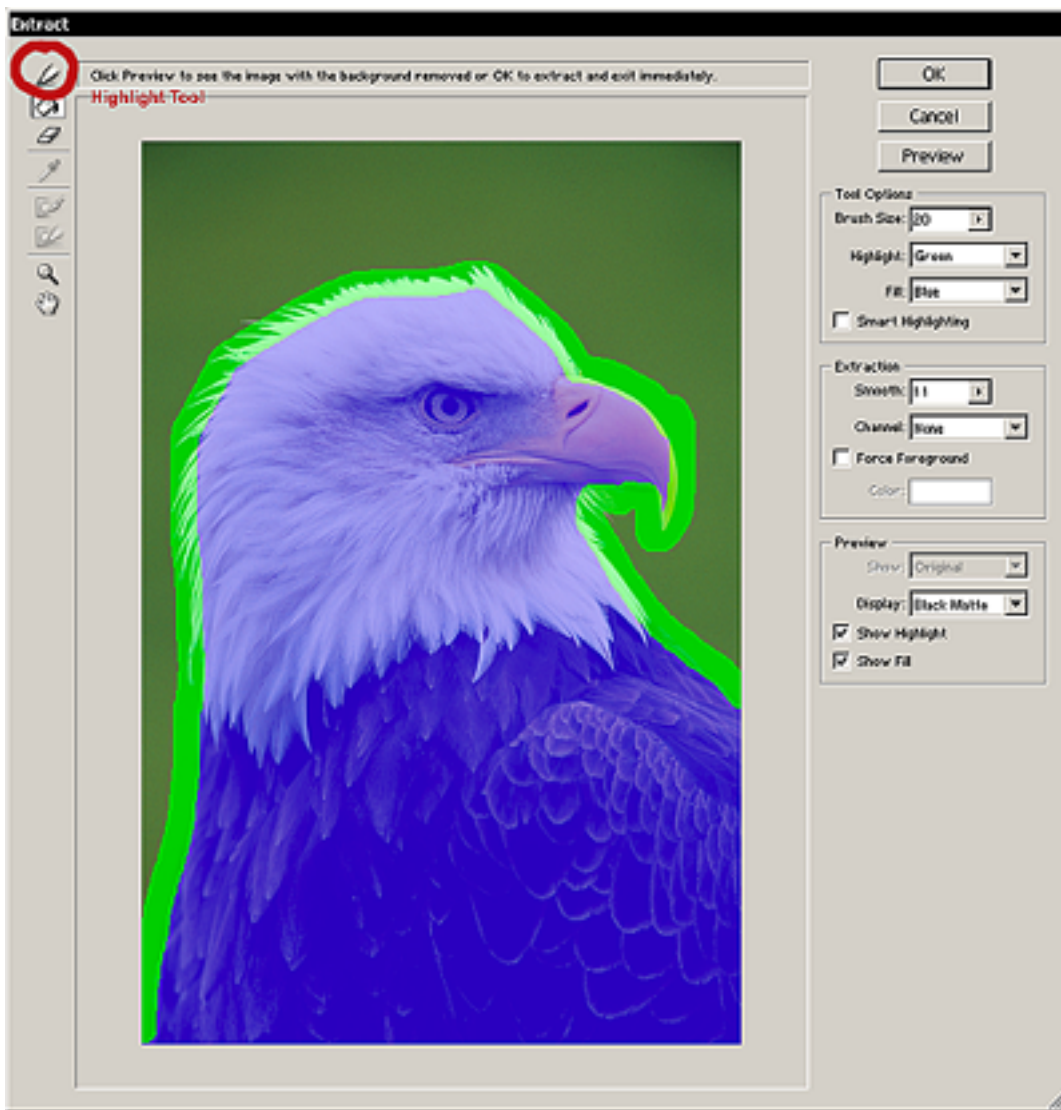 Extract
Click Preview to see the image with the background removed or OK to extract and exit immediately.
Highlight Tool
OK
Cancel
Preview
Tool Options
Brush Size: 20
Highlight: Green
Fill: Blue
Smart Highlighting
Extraction
Smooth: 11
Channel: None
Force Foreground
Color:
Preview
Show: Original
Display: Black Matte
Show Highlight
Show Fill